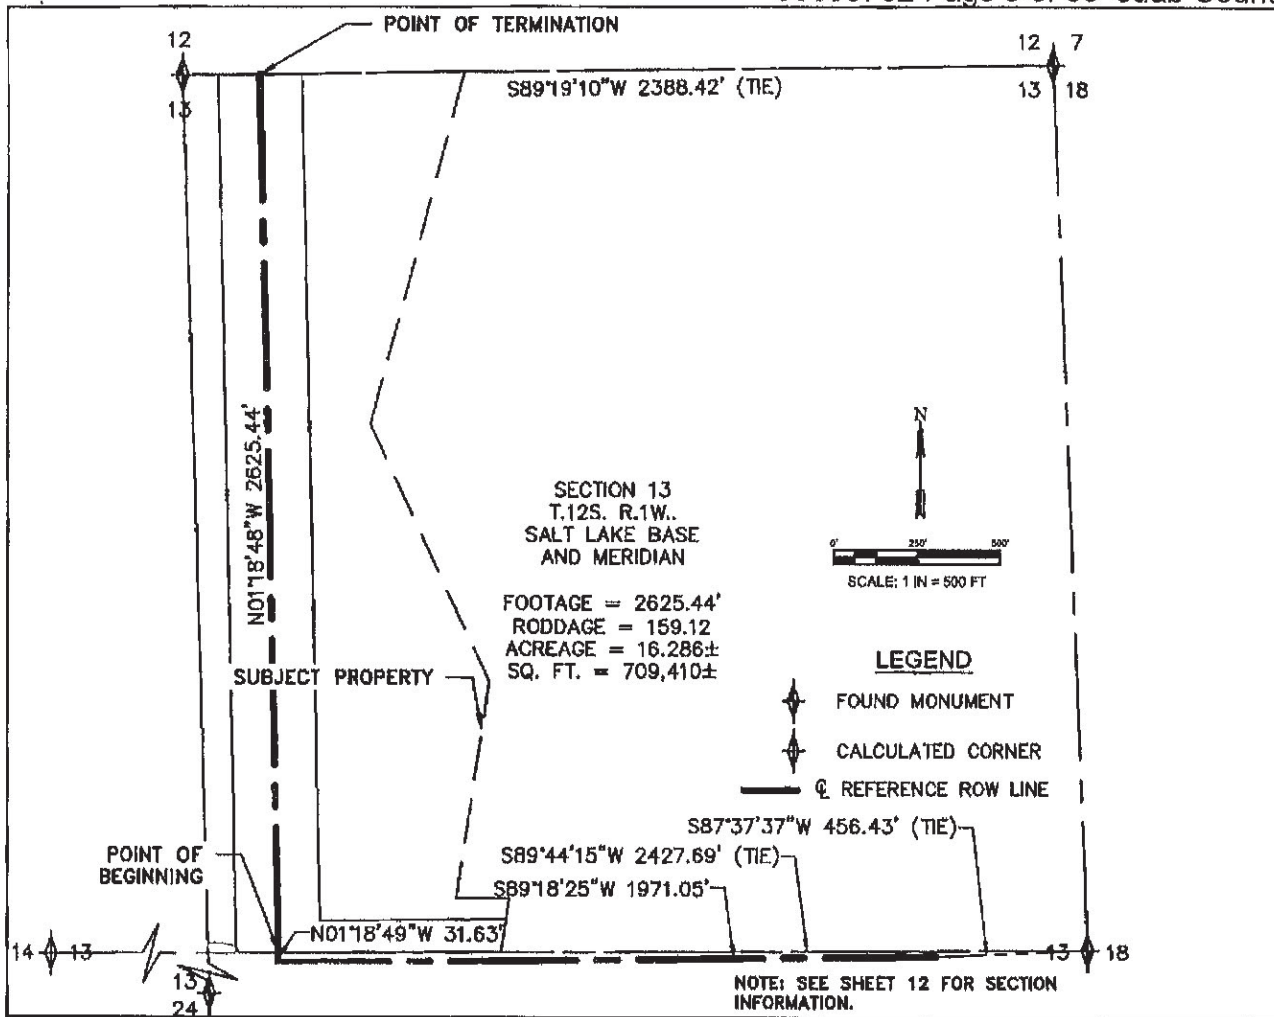 POINT OF TERMINATION
12
12 7
13
13 18
S89°19'10"W 2388.42' (TIE)
N01°18'48"W 2625.44'
N
SECTION 13
T.12S. R.1W..
SALT LAKE BASE
AND MERIDIAN
0' 250' 500'
SCALE: 1 IN = 500 FT
FOOTAGE = 2625.44'
RODDAGE = 159.12
ACREAGE = 16.286±
SQ. FT. = 709,410±
SUBJECT PROPERTY
LEGEND
FOUND MONUMENT
CALCULATED CORNER
℄ REFERENCE ROW LINE
S87°37'37"W 456.43' (TIE)
S89°44'15"W 2427.69' (TIE)
S89°18'25"W 1971.05'
POINT OF
BEGINNING
N01°18'49"W 31.63'
14 13
13 18
13
24
NOTE: SEE SHEET 12 FOR SECTION
INFORMATION.